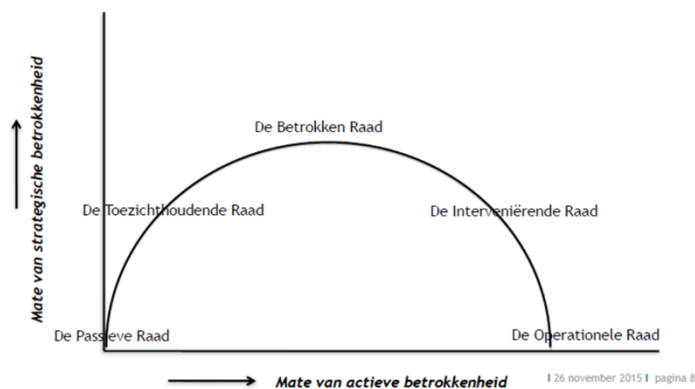 Mate van strategische betrokkenheid
De Betrokken Raad
De Toezichthoudende Raad
De Interveniërende Raad
De Passieve Raad
De Operationele Raad
Mate van actieve betrokkenheid
26 november 2015 pagina 8